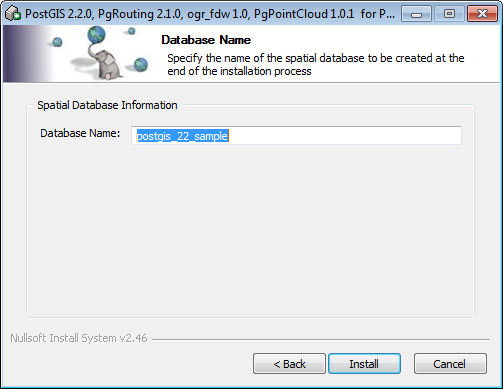 PostGIS 2.2.0, PgRouting 2.1.0, ogr_fdw 1.0, PgPointCloud 1.0.1 for P...
Database Name
Specify the name of the spatial database to be created at the
end of the installation process
Spatial Database Information
Database Name:
postgis_22_sample
Nullsoft Install System v2.46
< Back
Install
Cancel